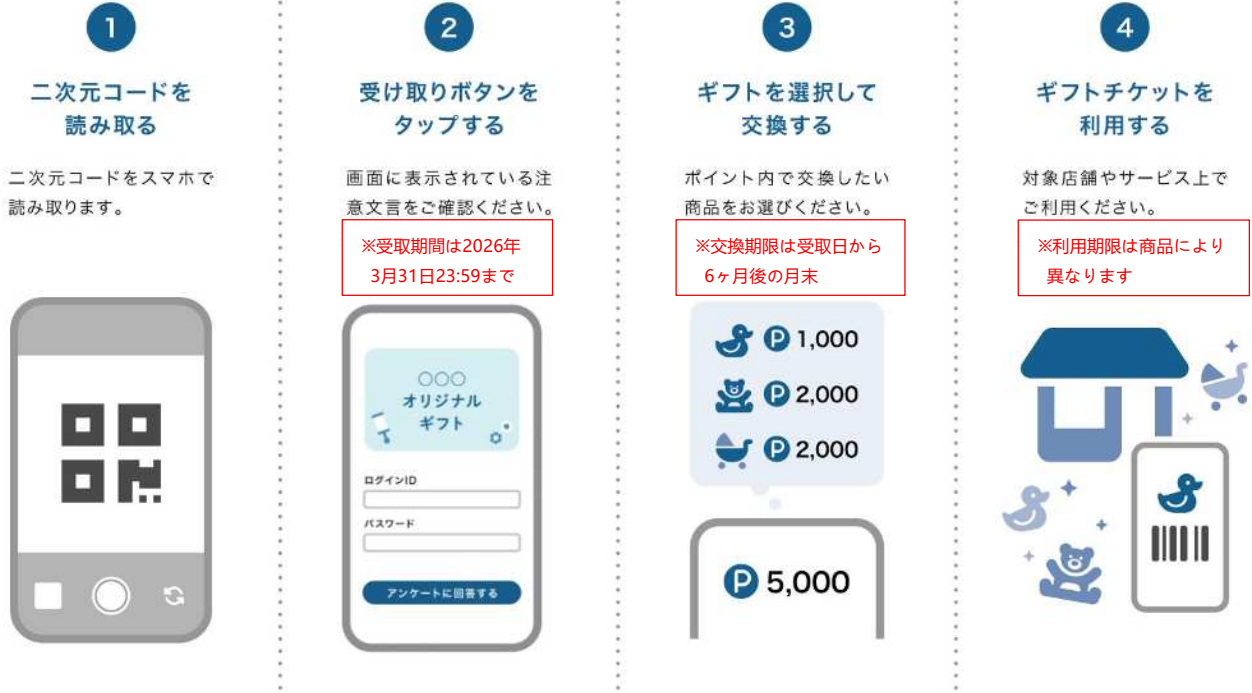 1
二次元コードを
読み取る
二次元コードをスマホで
読み取ります。
2
受け取りボタンを
タップする
画面に表示されている注
意文言をご確認ください。
※受取期間は2026年
3月31日23:59まで
○○○
オリジナル
ギフト
ログインID
パスワード
アンケートに回答する
3
ギフトを選択して
交換する
ポイント内で交換したい
商品をお選びください。
※交換期限は受取日から
6ヶ月後の月末
P 1,000
P 2,000
P 2,000
P 5,000
4
ギフトチケットを
利用する
対象店舗やサービス上で
ご利用ください。
※利用期限は商品により
異なります